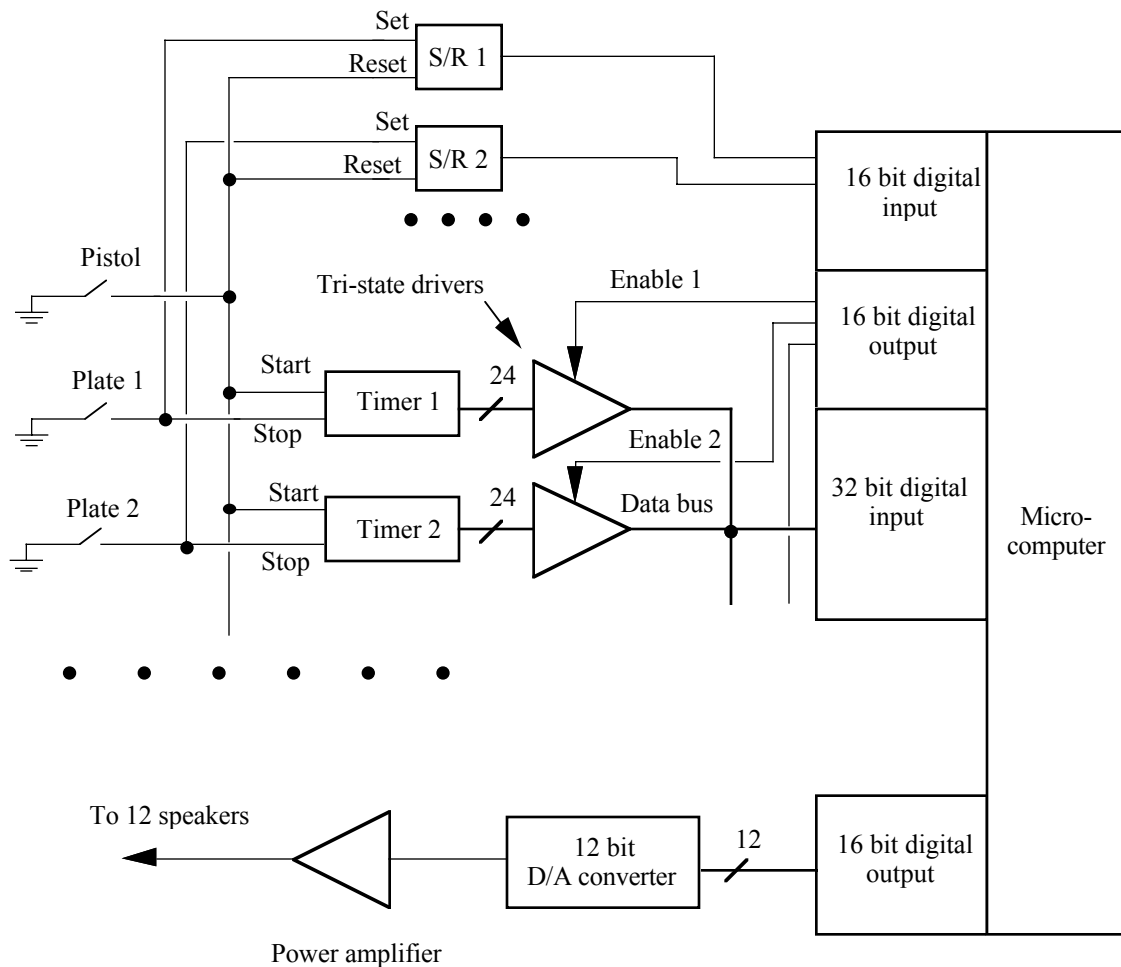 Set
S/R 1
Reset
Set
S/R 2
Reset
16 bit digital
input
Pistol
Tri-state drivers
Enable 1
16 bit digital
output
Plate 1
Start
24
Timer 1
Stop
Enable 2
Plate 2
Start
24
Data bus
32 bit digital
input
Timer 2
Stop
Micro-
computer
To 12 speakers
12 bit
D/A converter
12
16 bit digital
output
Power amplifier